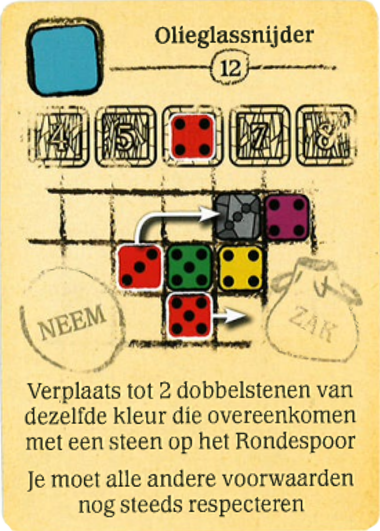 Olieglassnijder
12
4 5 7 8
NEEM
ZAK
Verplaats tot 2 dobbelstenen van
dezelfde kleur die overeenkomen
met een steen op het Rondespoor
Je moet alle andere voorwaarden
nog steeds respecteren